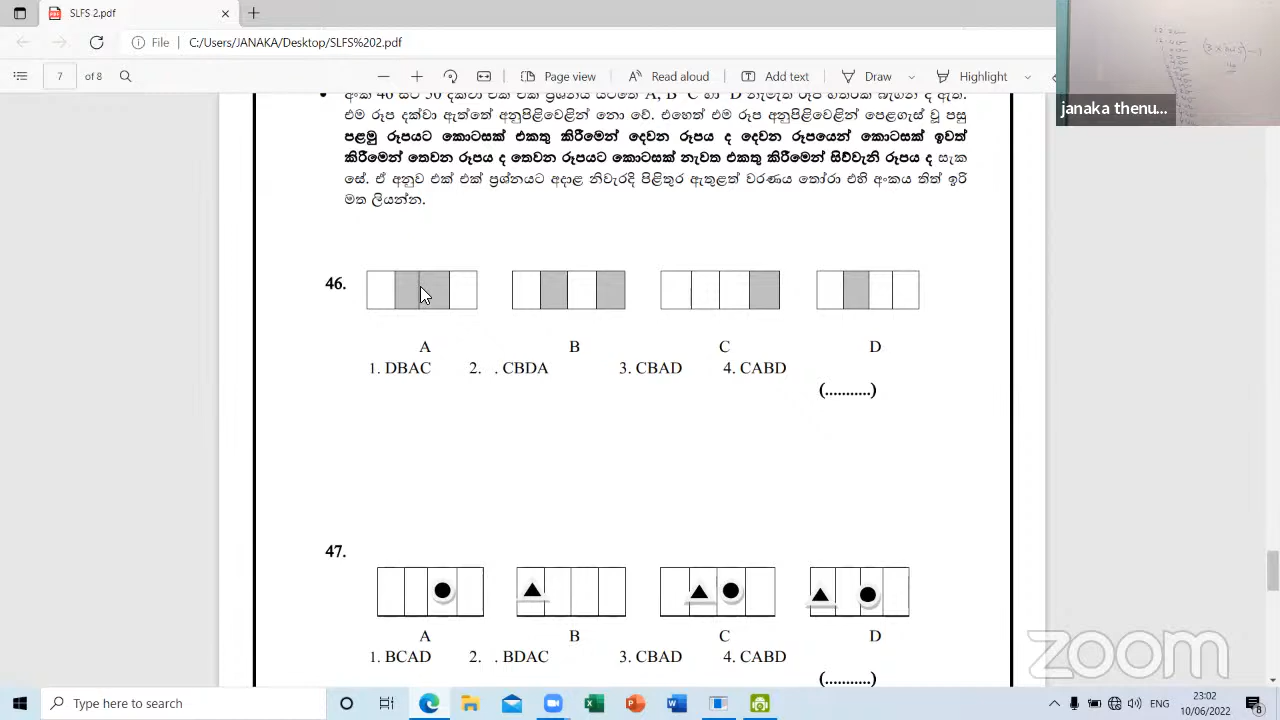 SLFS 2.pdf
File C:/Users/JANAKA/Desktop/SLFS%202.pdf
7 of 8 Page view Read aloud Add text Draw Highlight
janaka thenu...
එම රූප දක්වා ඇත්තේ අනුපිළිවෙළින් නො වේ. එහෙත් එම රූප අනුපිළිවෙළින් පෙළගැස් වූ පසු
පළමු රූපයට කොටසක් එකතු කිරීමෙන් දෙවන රූපය ද දෙවන රූපයෙන් කොටසක් ඉවත්
කිරීමෙන් තෙවන රූපය ද තෙවන රූපයට කොටසක් නැවත එකතු කිරීමෙන් සිව්වැනි රූපය ද සැක
සේ. ඒ අනුව එක් එක් ප්‍රශ්නයට අදාළ නිවැරදි පිළිතුර ඇතුළත් වරණය තෝරා එහි අංකය තිත් ඉරි
මත ලියන්න.
46.
A B C D
1. DBAC 2. . CBDA 3. CBAD 4. CABD
(...........)
47.
A B C D
1. BCAD 2. . BDAC 3. CBAD 4. CABD
(...........)
zoom
Type here to search ENG 23:02
10/06/2022 8